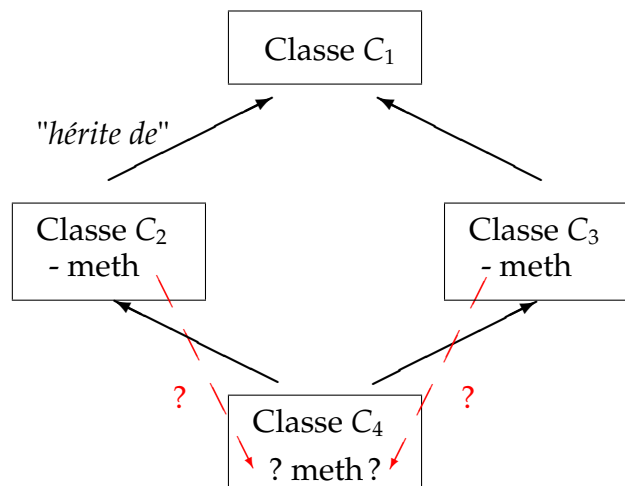 Classe C₁
"hérite de"
Classe C₂
- meth
Classe C₃
- meth
?
?
Classe C₄
? meth ?